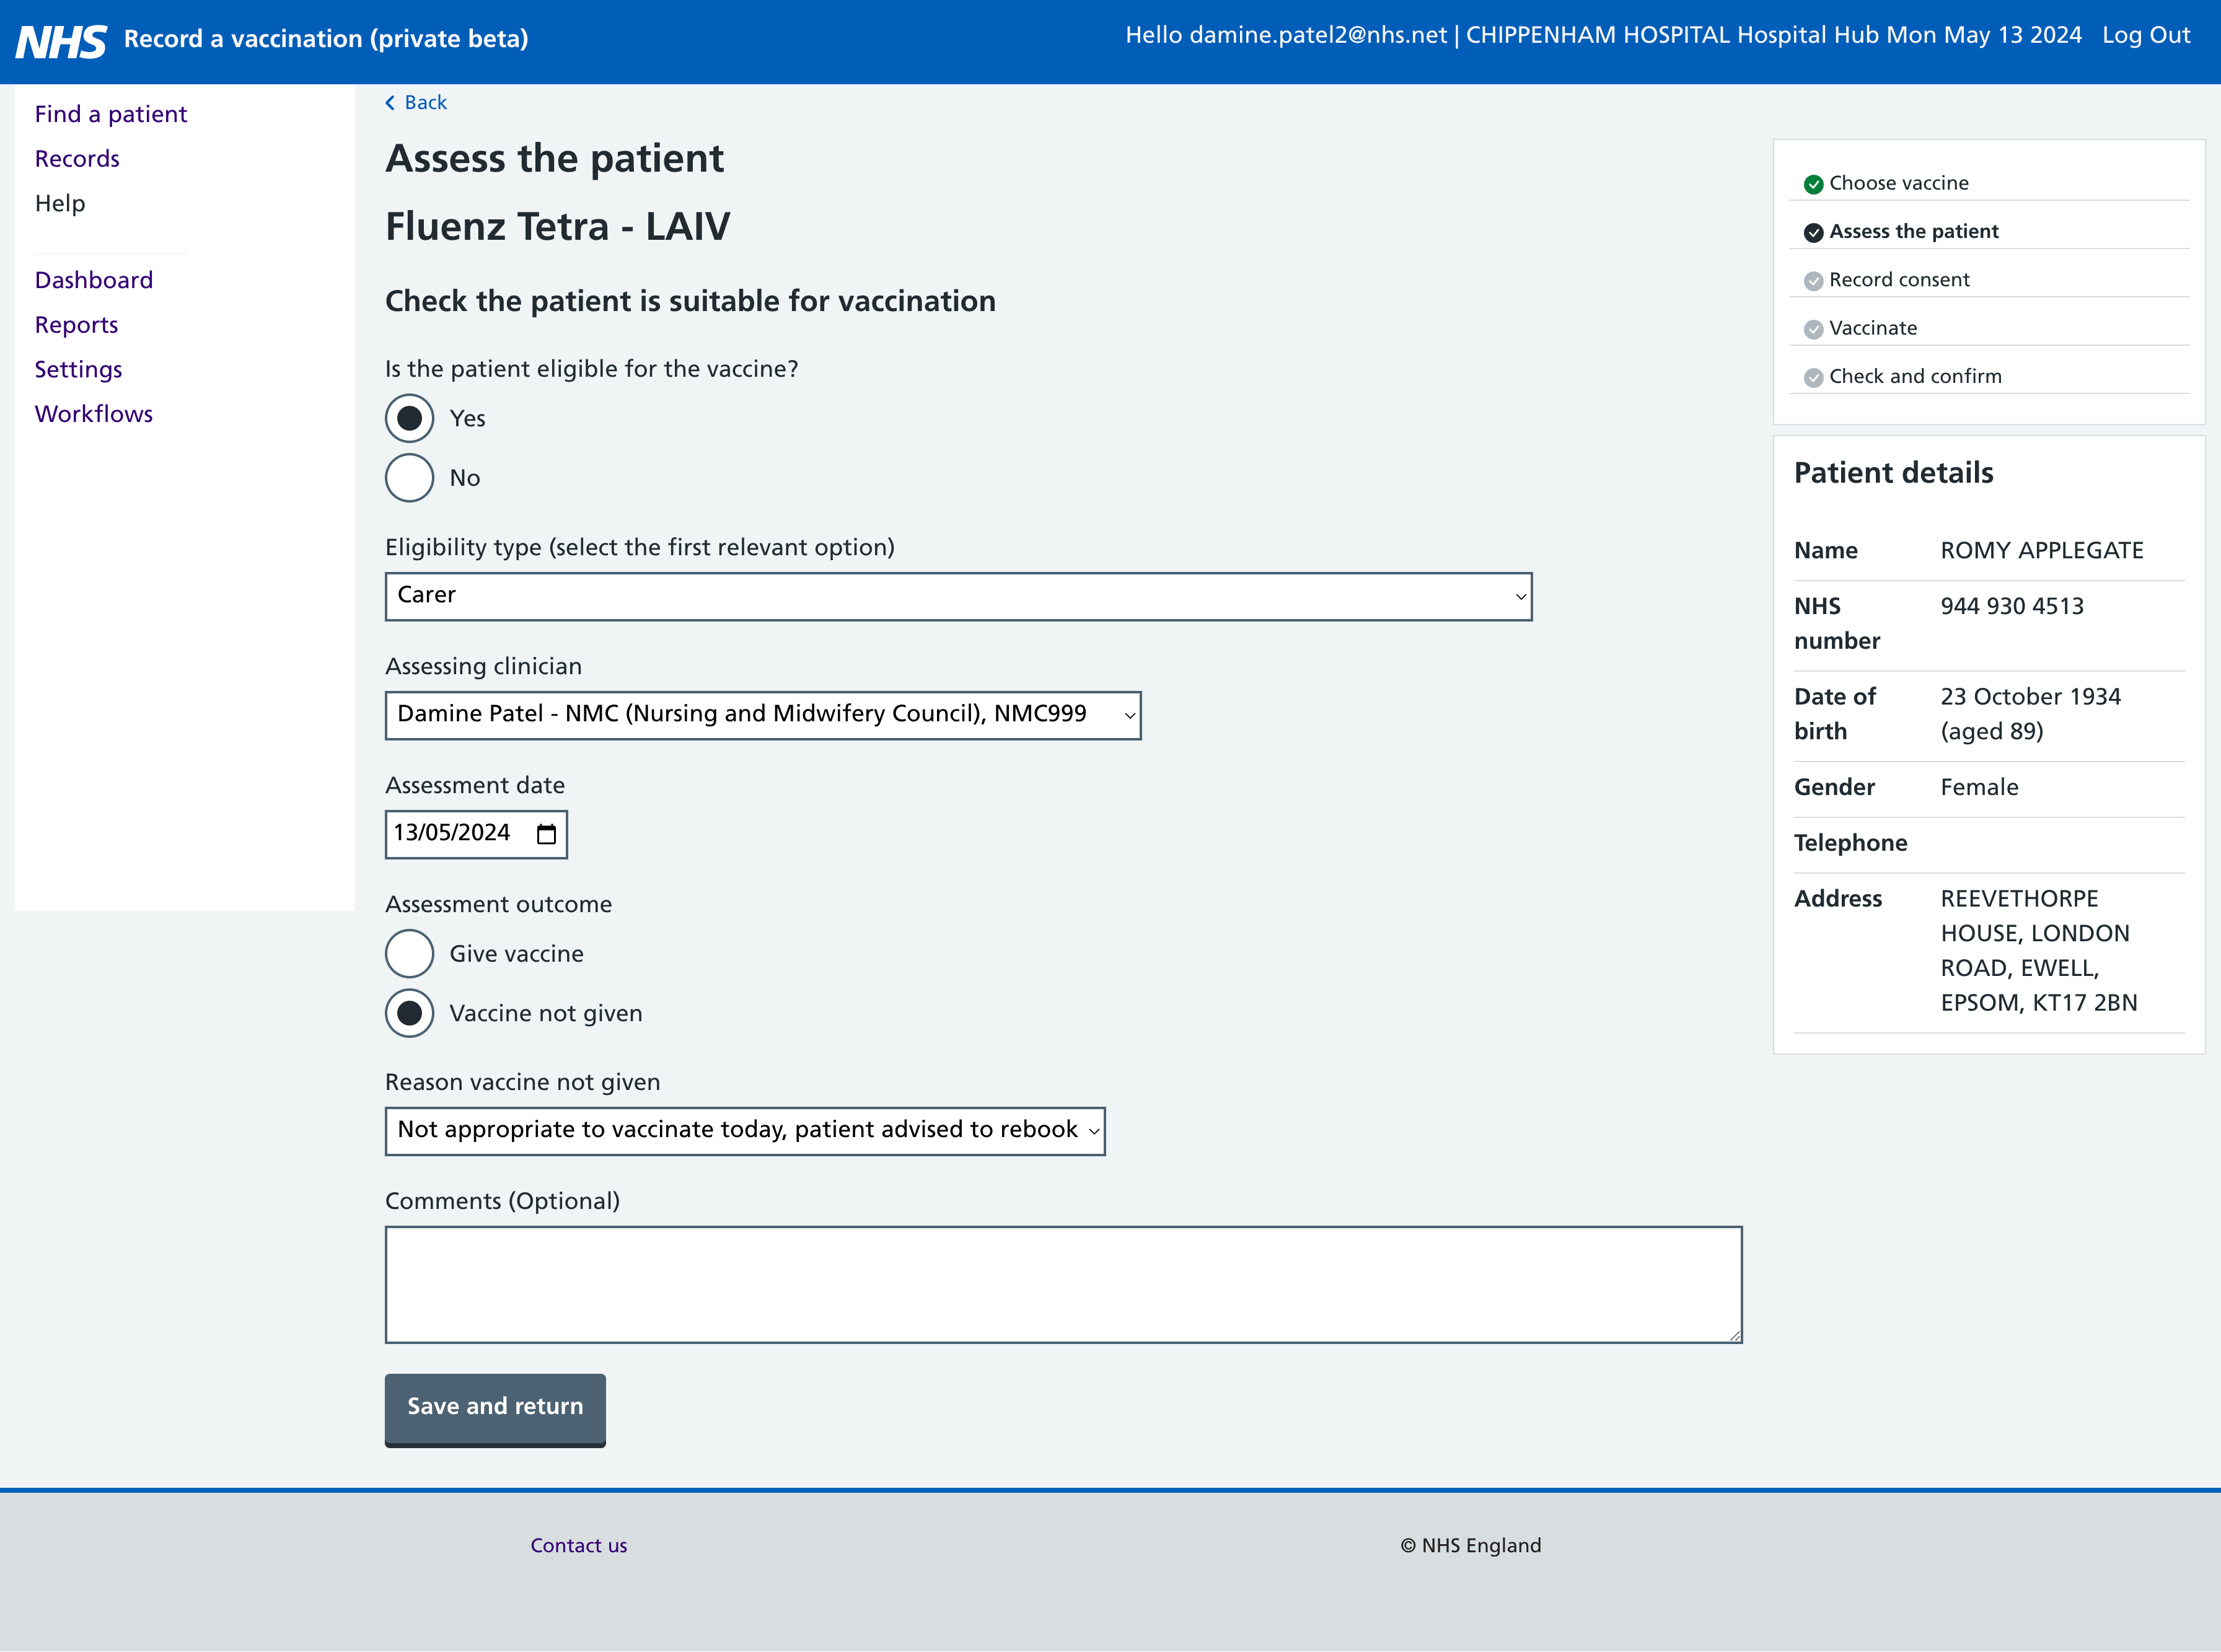 NHS Record a vaccination (private beta)
Hello damine.patel2@nhs.net | CHIPPENHAM HOSPITAL Hospital Hub Mon May 13 2024 Log Out
Find a patient
Records
Help
Dashboard
Reports
Settings
Workflows
Back
Assess the patient
Fluenz Tetra - LAIV
Check the patient is suitable for vaccination
Is the patient eligible for the vaccine?
Yes
No
Eligibility type (select the first relevant option)
Carer
Assessing clinician
Damine Patel - NMC (Nursing and Midwifery Council), NMC999
Assessment date
13/05/2024
Assessment outcome
Give vaccine
Vaccine not given
Reason vaccine not given
Not appropriate to vaccinate today, patient advised to rebook
Comments (Optional)
Save and return
Choose vaccine
Assess the patient
Record consent
Vaccinate
Check and confirm
Patient details
Name ROMY APPLEGATE
NHS 944 930 4513
number
Date of 23 October 1934
birth (aged 89)
Gender Female
Telephone
Address REEVETHORPE
HOUSE, LONDON
ROAD, EWELL,
EPSOM, KT17 2BN
Contact us
© NHS England